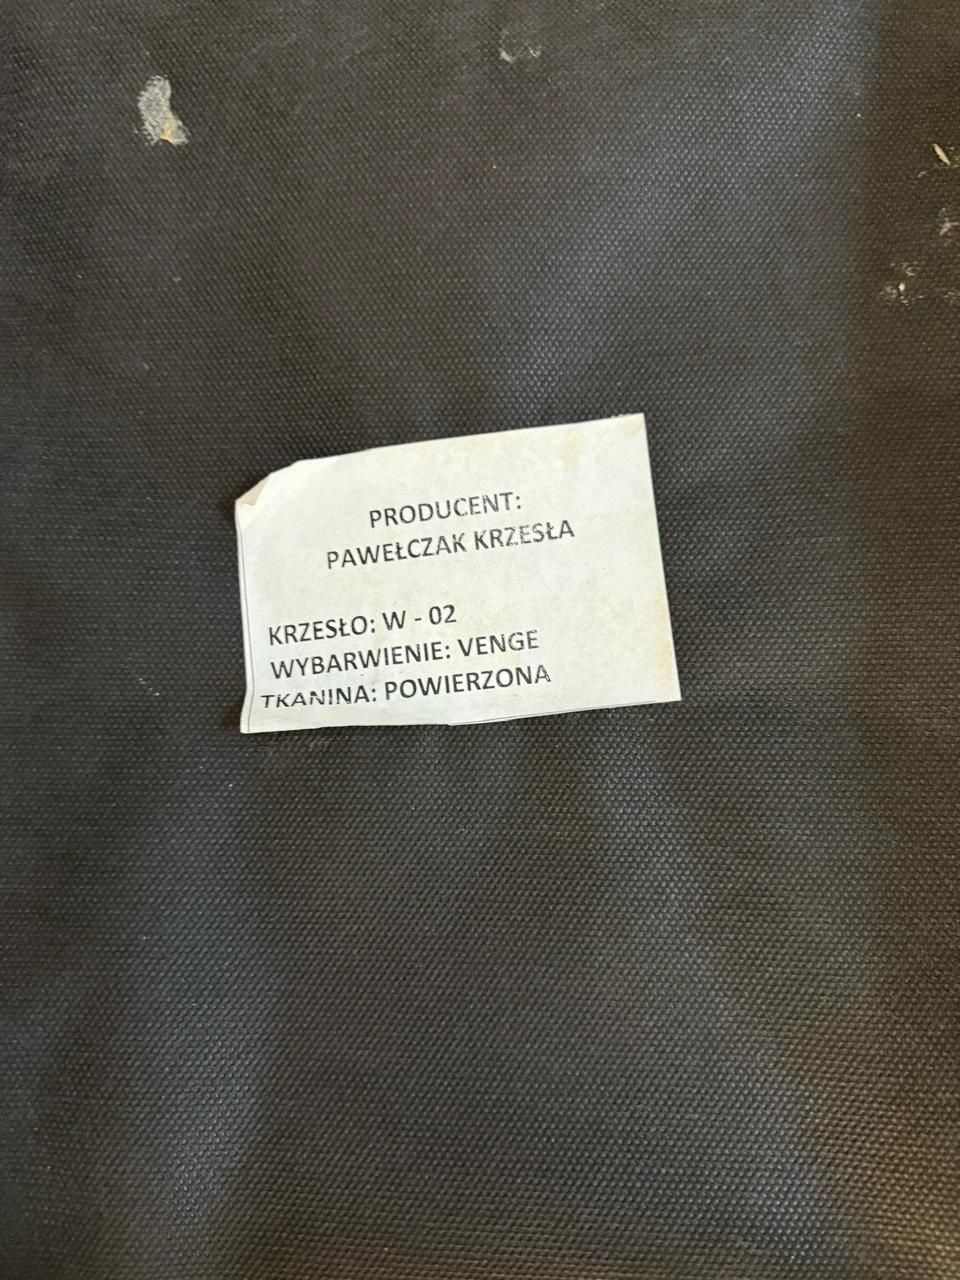 PRODUCENT:
PAWEŁCZAK KRZESŁA
KRZESŁO: W - 02
WYBARWIENIE: VENGE
TKANINA: POWIERZONA